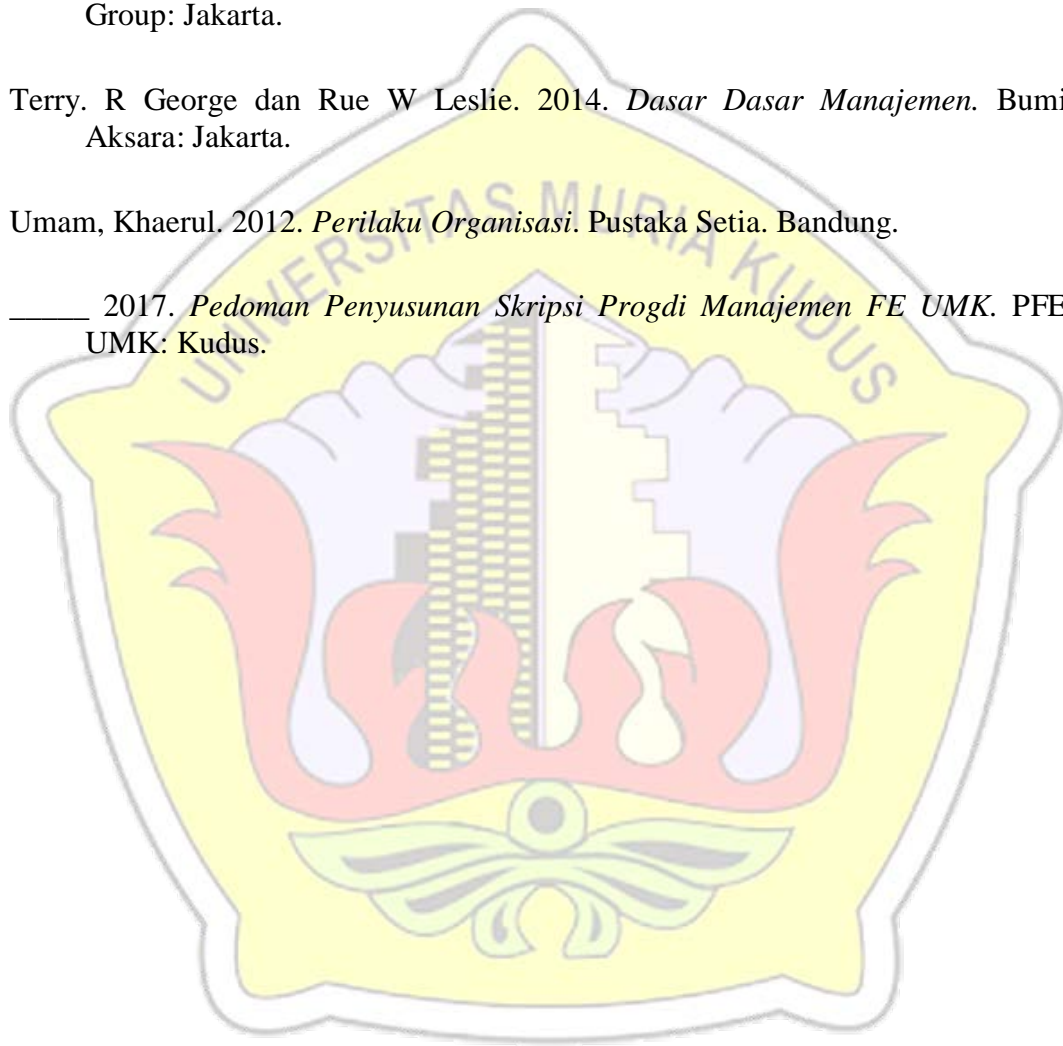 Group: Jakarta.
Terry. R George dan Rue W Leslie. 2014. Dasar Dasar Manajemen. Bumi
Aksara: Jakarta.
Umam, Khaerul. 2012. Perilaku Organisasi. Pustaka Setia. Bandung.
_____ 2017. Pedoman Penyusunan Skripsi Progdi Manajemen FE UMK. PFE
UMK: Kudus.
UNIVERSITAS MURIA KUDUS